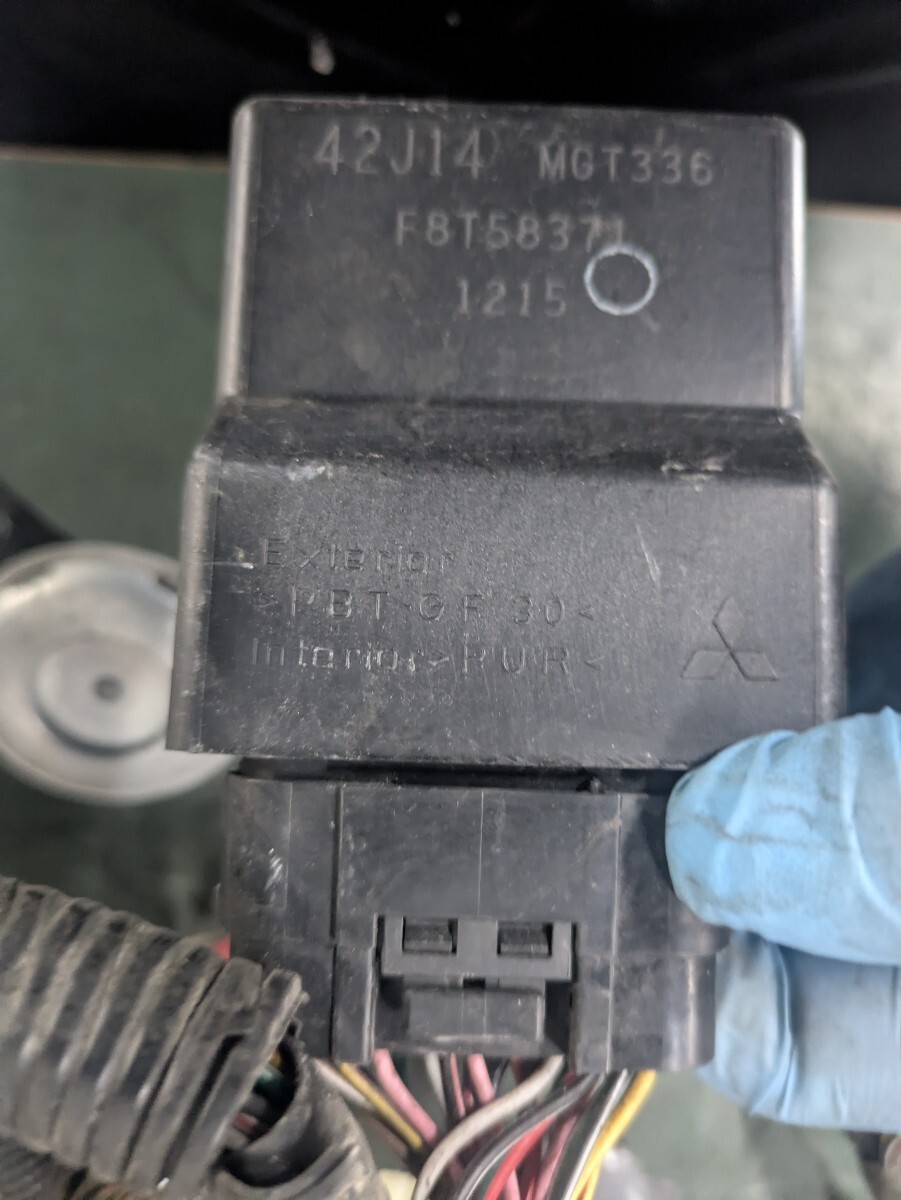 42J14 MGT336
F8T58371
1215
Exterior
>PBT-GF30<
Interior>PUR<